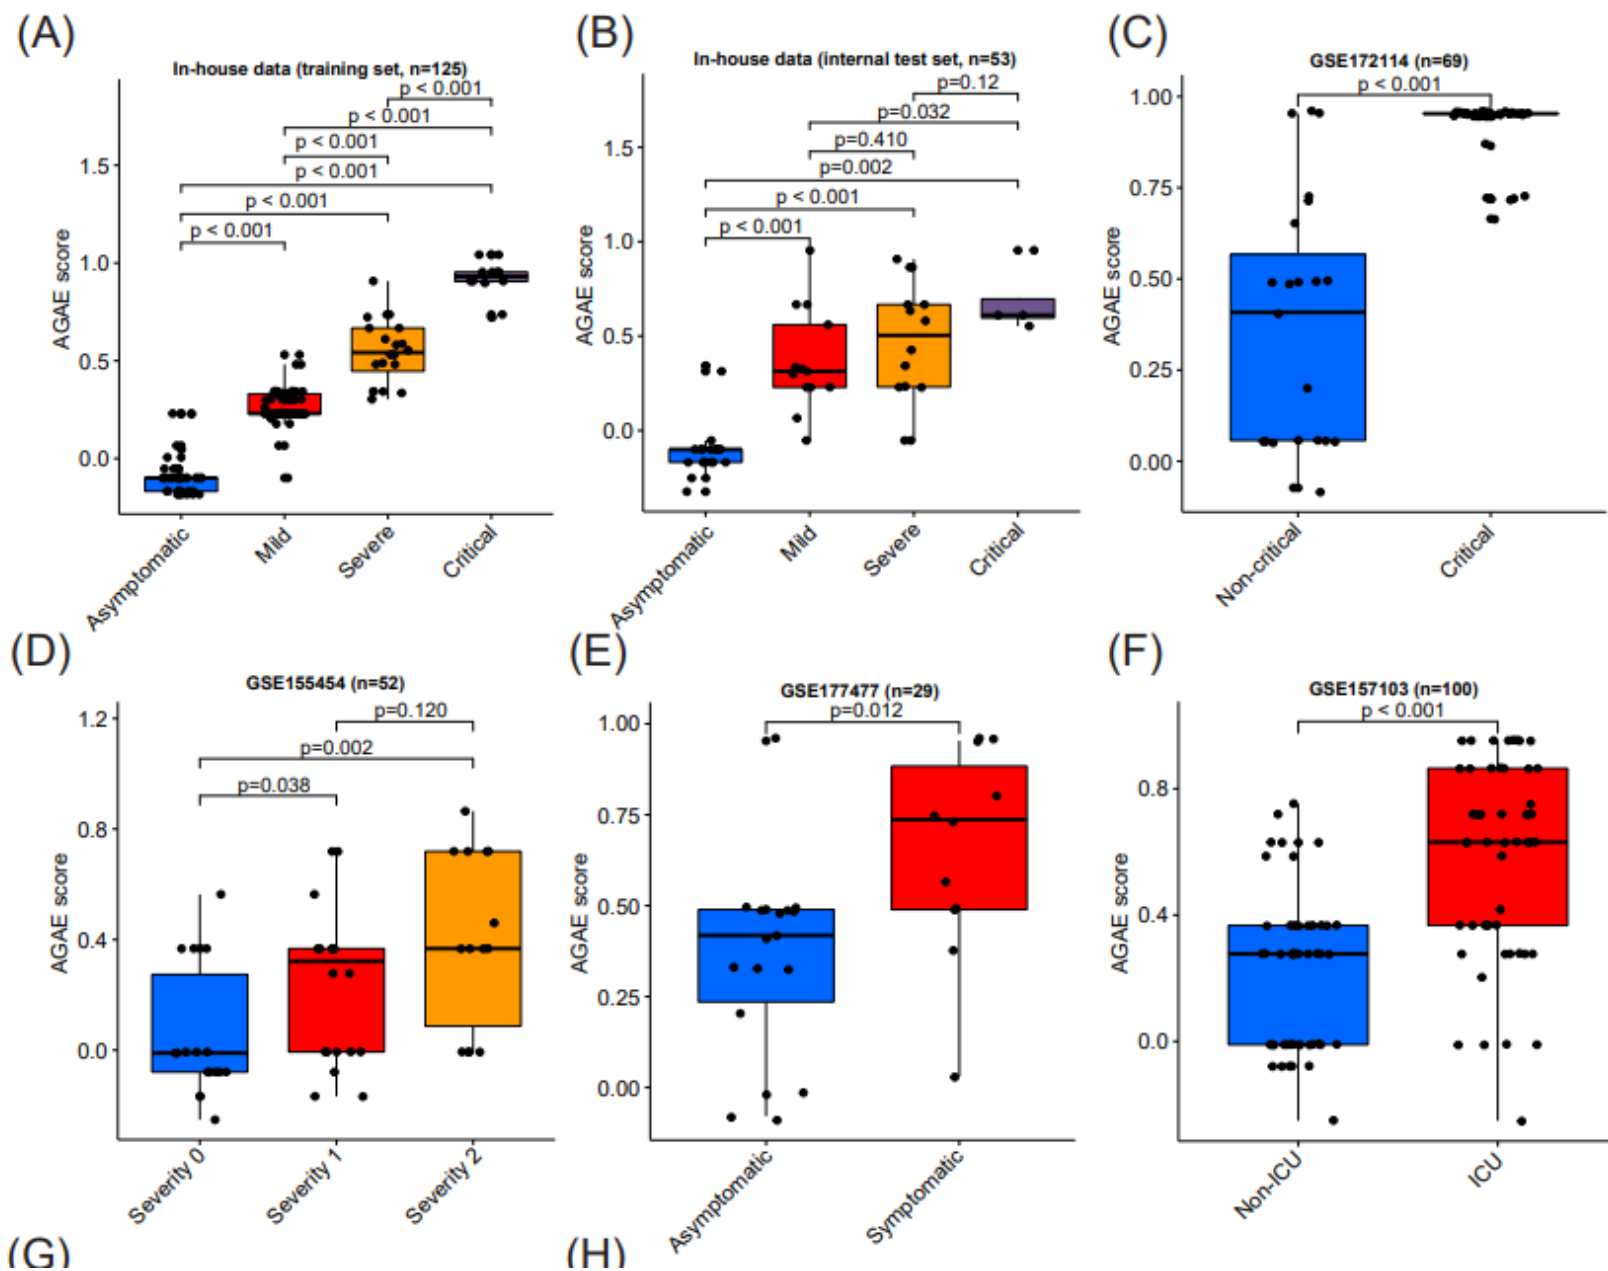 (A)
In-house data (training set, n=125)
p < 0.001
p < 0.001
p < 0.001
p < 0.001
p < 0.001
p < 0.001
AGAE score
1.5
1.0
0.5
0.0
Asymptomatic
Mild
Severe
Critical
(B)
In-house data (internal test set, n=53)
p=0.12
p=0.032
p=0.410
p=0.002
p < 0.001
p < 0.001
AGAE score
1.5
1.0
0.5
0.0
Asymptomatic
Mild
Severe
Critical
(C)
GSE172114 (n=69)
p < 0.001
AGAE score
1.00
0.75
0.50
0.25
0.00
Non-critical
Critical
(D)
GSE155454 (n=52)
p=0.120
p=0.002
p=0.038
AGAE score
1.2
0.8
0.4
0.0
Severity 0
Severity 1
Severity 2
(E)
GSE177477 (n=29)
p=0.012
AGAE score
1.00
0.75
0.50
0.25
0.00
Asymptomatic
Symptomatic
(F)
GSE157103 (n=100)
p < 0.001
AGAE score
0.8
0.4
0.0
Non-ICU
ICU
(G)
(H)